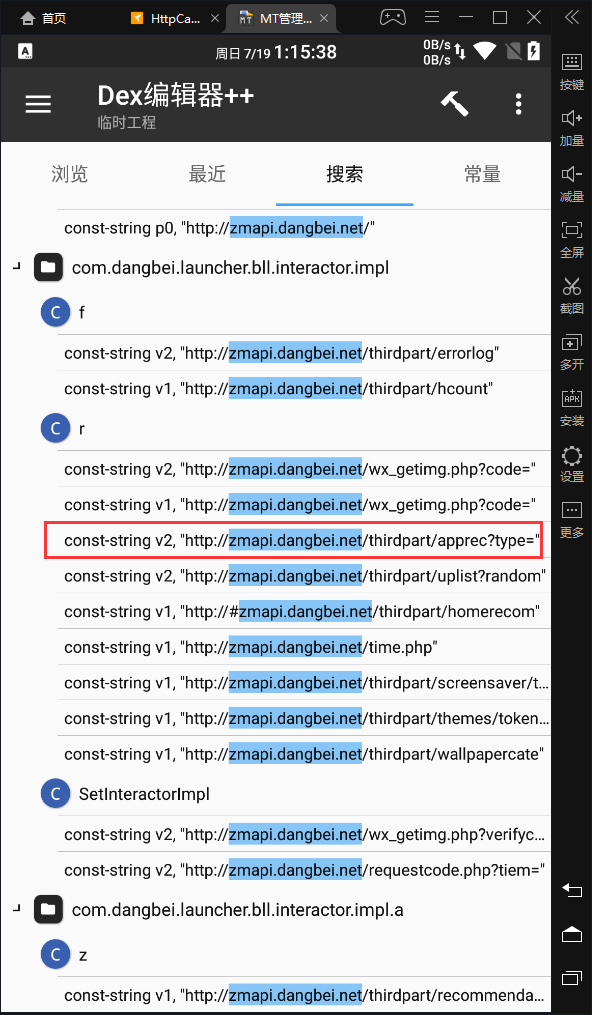 首页
HttpCa...
MT管理...
A
周日 7/19 1:15:38
0B/s
0B/s
Dex编辑器++
临时工程
浏览
最近
搜索
常量
const-string p0, "http://zmapi.dangbei.net/"
com.dangbei.launcher.bll.interactor.impl
C f
const-string v2, "http://zmapi.dangbei.net/thirdpart/errorlog"
const-string v1, "http://zmapi.dangbei.net/thirdpart/hcount"
C r
const-string v2, "http://zmapi.dangbei.net/wx_getimg.php?code="
const-string v1, "http://zmapi.dangbei.net/wx_getimg.php?code="
const-string v2, "http://zmapi.dangbei.net/thirdpart/apprec?type="
const-string v2, "http://zmapi.dangbei.net/thirdpart/uplist?random"
const-string v1, "http://#zmapi.dangbei.net/thirdpart/homerecom"
const-string v1, "http://zmapi.dangbei.net/time.php"
const-string v1, "http://zmapi.dangbei.net/thirdpart/screensaver/t...
const-string v1, "http://zmapi.dangbei.net/thirdpart/themes/token...
const-string v1, "http://zmapi.dangbei.net/thirdpart/wallpapercate"
C SetInteractorImpl
const-string v2, "http://zmapi.dangbei.net/wx_getimg.php?verifyc...
const-string v2, "http://zmapi.dangbei.net/requestcode.php?tiem="
com.dangbei.launcher.bll.interactor.impl.a
C z
const-string v1, "http://zmapi.dangbei.net/thirdpart/recommenda...
按键
加量
减量
全屏
截图
多开
APK
安装
设置
更多